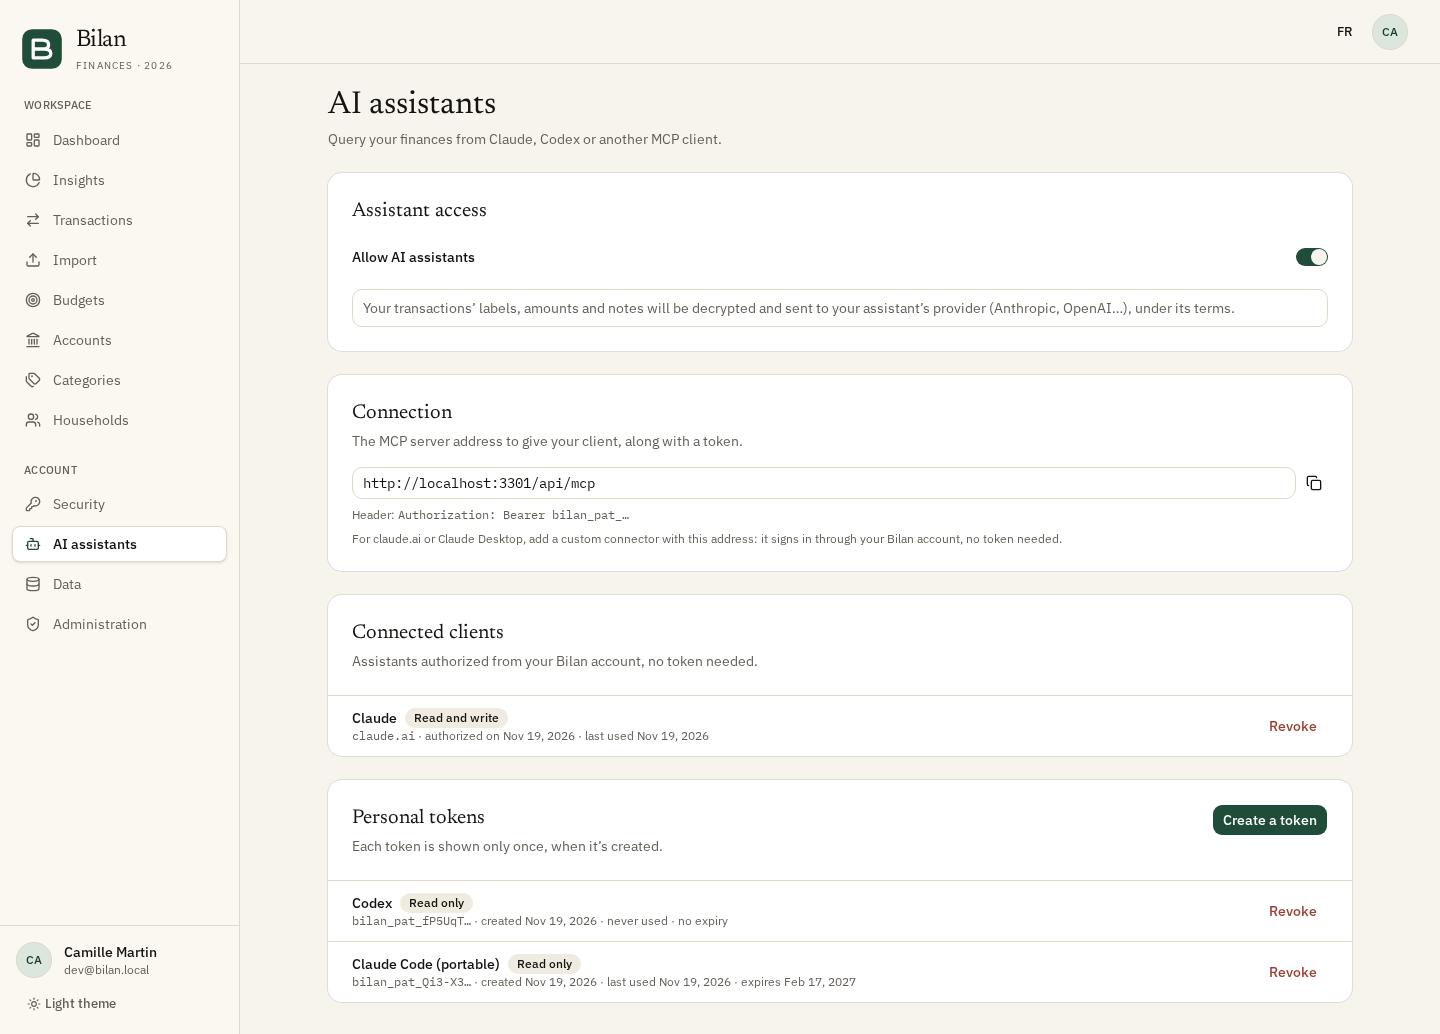 B
Bilan
FINANCES · 2026
WORKSPACE
Dashboard
Insights
Transactions
Import
Budgets
Accounts
Categories
Households
ACCOUNT
Security
AI assistants
Data
Administration
CA
Camille Martin
dev@bilan.local
Light theme
FR
CA
AI assistants
Query your finances from Claude, Codex or another MCP client.
Assistant access
Allow AI assistants
Your transactions’ labels, amounts and notes will be decrypted and sent to your assistant’s provider (Anthropic, OpenAI…), under its terms.
Connection
The MCP server address to give your client, along with a token.
http://localhost:3301/api/mcp
Header: Authorization: Bearer bilan_pat_…
For claude.ai or Claude Desktop, add a custom connector with this address: it signs in through your Bilan account, no token needed.
Connected clients
Assistants authorized from your Bilan account, no token needed.
Claude Read and write
claude.ai · authorized on Nov 19, 2026 · last used Nov 19, 2026
Revoke
Personal tokens
Each token is shown only once, when it’s created.
Create a token
Codex Read only
bilan_pat_fP5UqT… · created Nov 19, 2026 · never used · no expiry
Revoke
Claude Code (portable) Read only
bilan_pat_Qi3-X3… · created Nov 19, 2026 · last used Nov 19, 2026 · expires Feb 17, 2027
Revoke